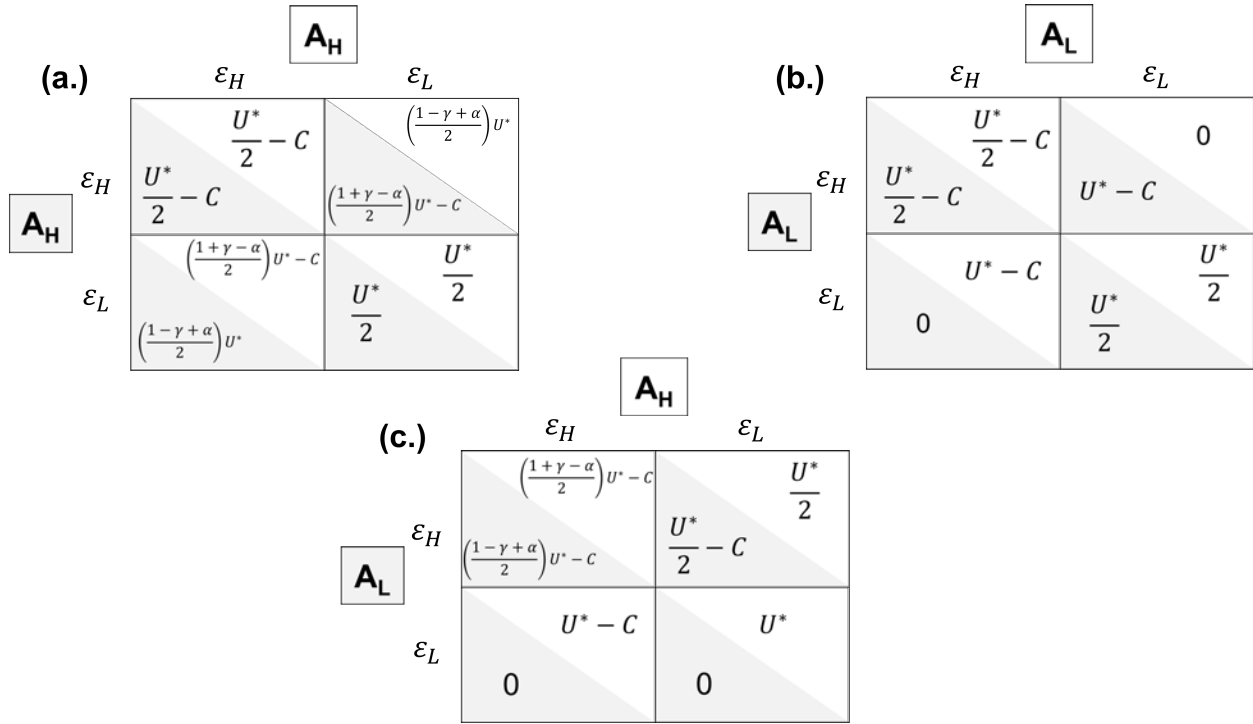 A_H
(a.)
ε_H ε_L
A_H
ε_H
U*/2 − C
U*/2 − C
((1−γ+α)/2) U*
((1+γ−α)/2) U* − C
ε_L
((1+γ−α)/2) U* − C
((1−γ+α)/2) U*
U*/2
U*/2
A_L
(b.)
ε_H ε_L
A_L
ε_H
U*/2 − C
U*/2 − C
0
U* − C
ε_L
U* − C
0
U*/2
U*/2
A_H
(c.)
ε_H ε_L
A_L
ε_H
((1+γ−α)/2) U* − C
((1−γ+α)/2) U* − C
U*/2
U*/2 − C
ε_L
U* − C
0
U*
0